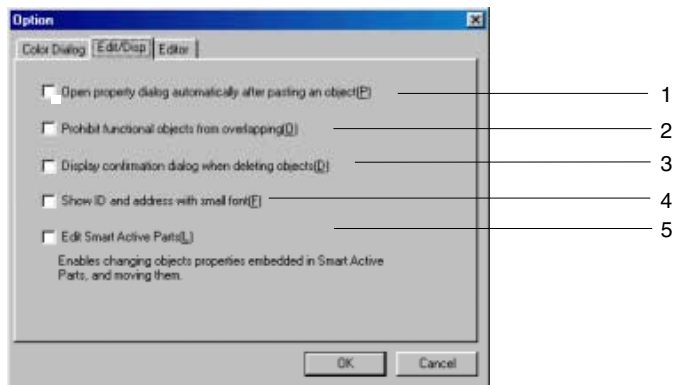 Option
Color Dialog Edit/Disp Editor
Open property dialog automatically after pasting an object(P) 1
Prohibit functional objects from overlapping(O) 2
Display confirmation dialog when deleting objects(D) 3
Show ID and address with small font(F) 4
Edit Smart Active Parts(L) 5
Enables changing objects properties embedded in Smart Active
Parts, and moving them.
OK Cancel